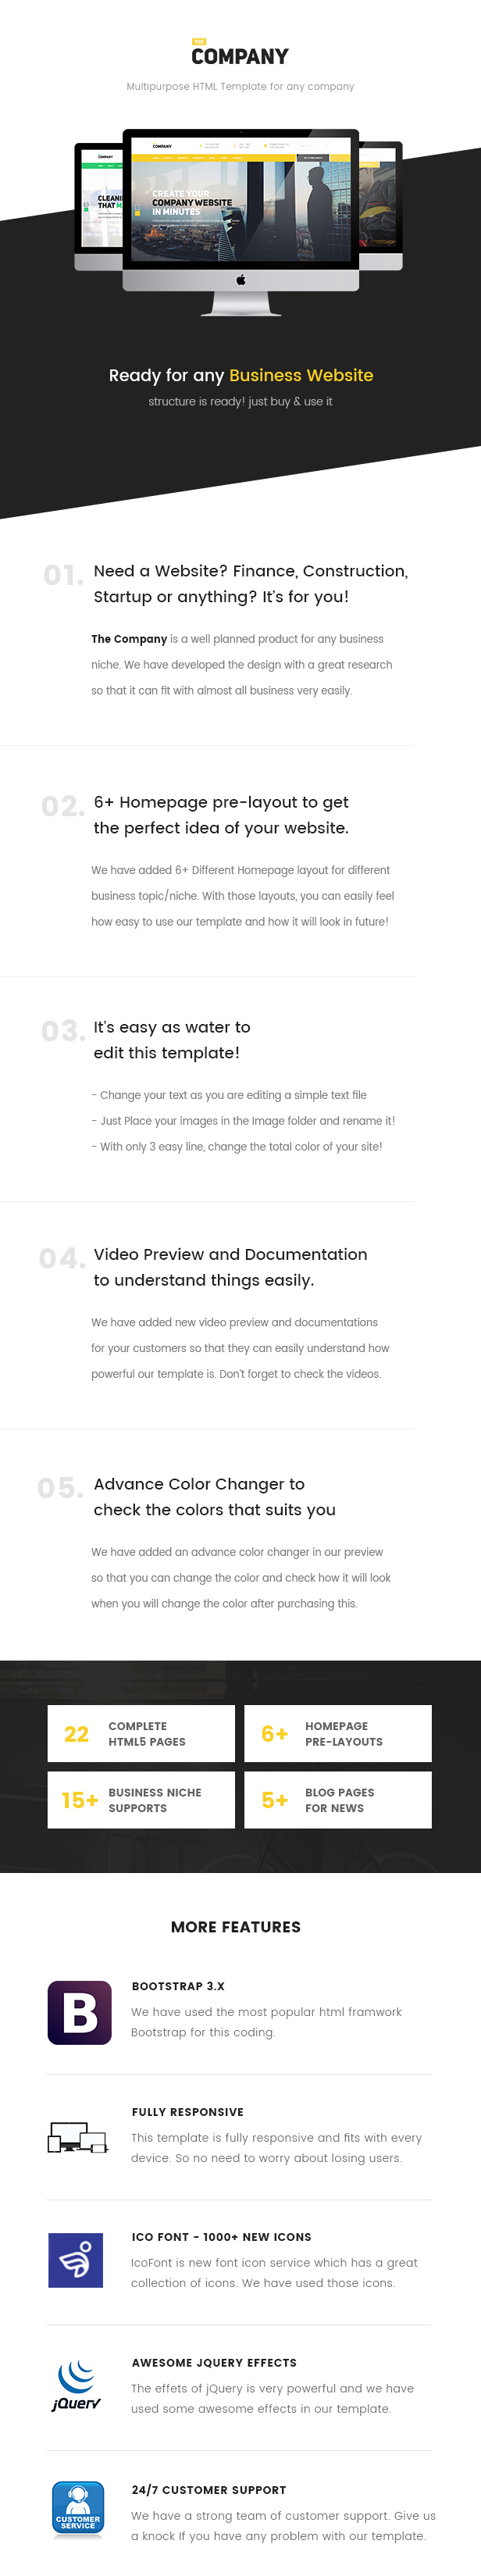 THE
COMPANY
Multipurpose HTML Template for any company
COMPANY
COMPANY
CLEANI
THAT M
CREATE YOUR
COMPANY WEBSITE
IN MINUTES
Ready for any Business Website
structure is ready! just buy & use it
01.
Need a Website? Finance, Construction,
Startup or anything? It's for you!
The Company is a well planned product for any business
niche. We have developed the design with a great research
so that it can fit with almost all business very easily.
02.
6+ Homepage pre-layout to get
the perfect idea of your website.
We have added 6+ Different Homepage layout for different
business topic/niche. With those layouts, you can easily feel
how easy to use our template and how it will look in future!
03.
It's easy as water to
edit this template!
- Change your text as you are editing a simple text file
- Just Place your images in the Image folder and rename it!
- With only 3 easy line, change the total color of your site!
04.
Video Preview and Documentation
to understand things easily.
We have added new video preview and documentations
for your customers so that they can easily understand how
powerful our template is. Don't forget to check the videos.
05.
Advance Color Changer to
check the colors that suits you
We have added an advance color changer in our preview
so that you can change the color and check how it will look
when you will change the color after purchasing this.
22
COMPLETE
HTML5 PAGES
6+
HOMEPAGE
PRE-LAYOUTS
15+
BUSINESS NICHE
SUPPORTS
5+
BLOG PAGES
FOR NEWS
MORE FEATURES
B
BOOTSTRAP 3.X
We have used the most popular html framwork
Bootstrap for this coding.
FULLY RESPONSIVE
This template is fully responsive and fits with every
device. So no need to worry about losing users.
ICO FONT - 1000+ NEW ICONS
IcoFont is new font icon service which has a great
collection of icons. We have used those icons.
jQuery
AWESOME JQUERY EFFECTS
The effets of jQuery is very powerful and we have
used some awesome effects in our template.
CUSTOMER
SERVICE
24/7 CUSTOMER SUPPORT
We have a strong team of customer support. Give us
a knock If you have any problem with our template.